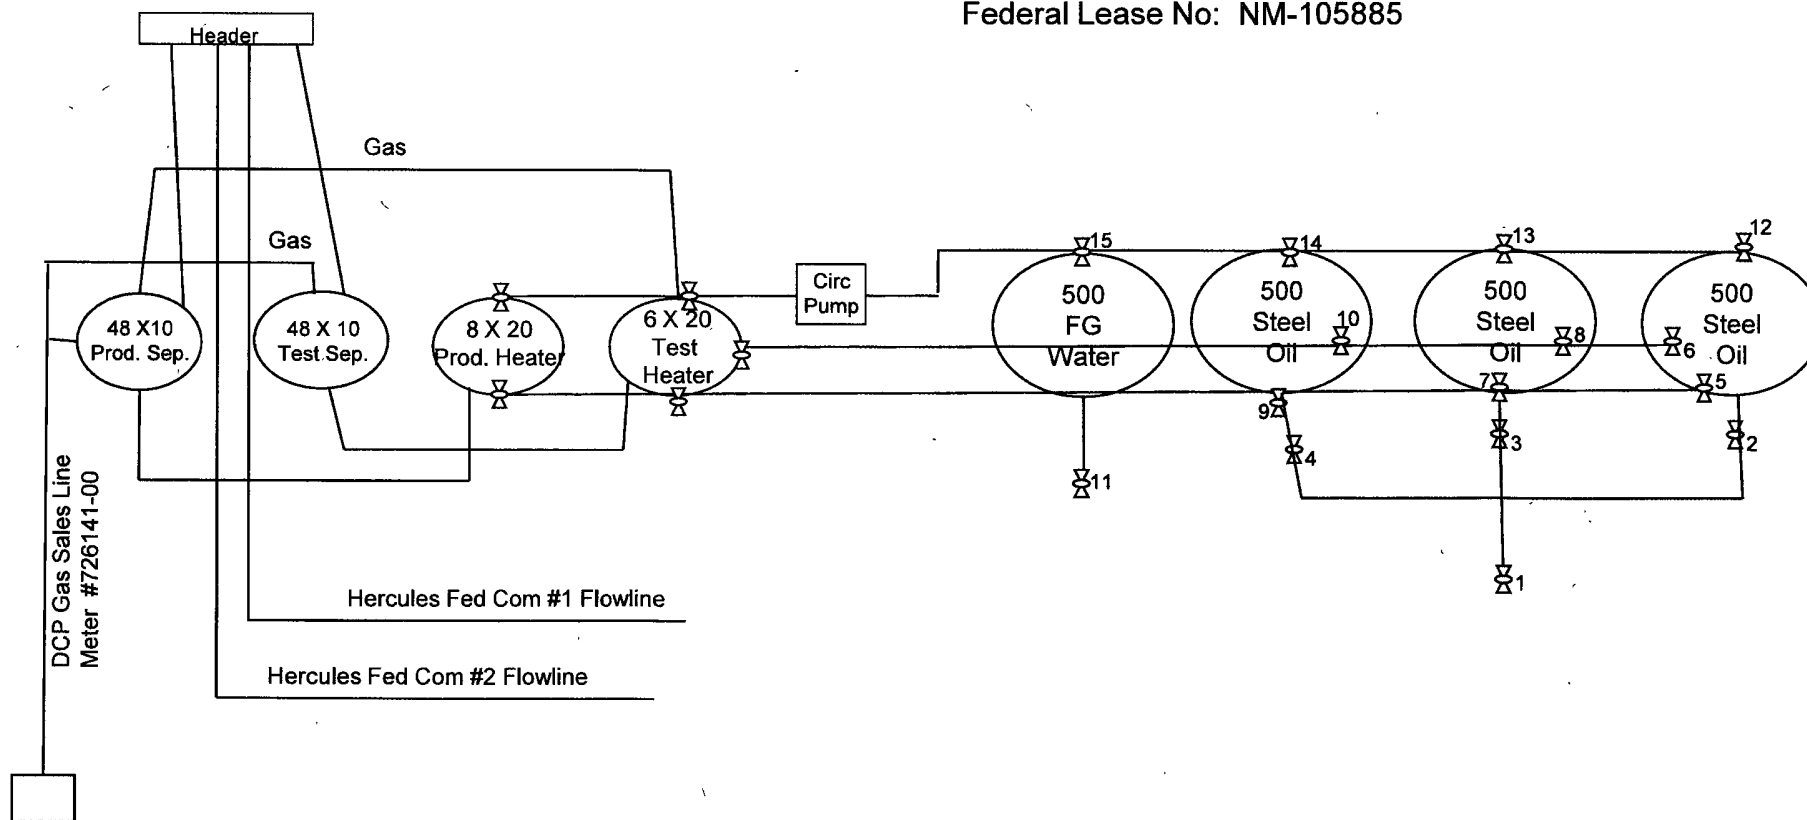 Federal Lease No: NM-105885
Header
Gas
Gas
48 X10
Prod. Sep.
48 X 10
Test Sep.
8 X 20
Prod. Heater
6 X 20
Test
Heater
Circ
Pump
15
14
13
12
500
FG
Water
500
Steel
Oil
10
500
Steel
Oil
8
500
Steel
Oil
6
5
7
9
4
3
2
11
1
DCP Gas Sales Line
Meter #726141-00
Hercules Fed Com #1 Flowline
Hercules Fed Com #2 Flowline